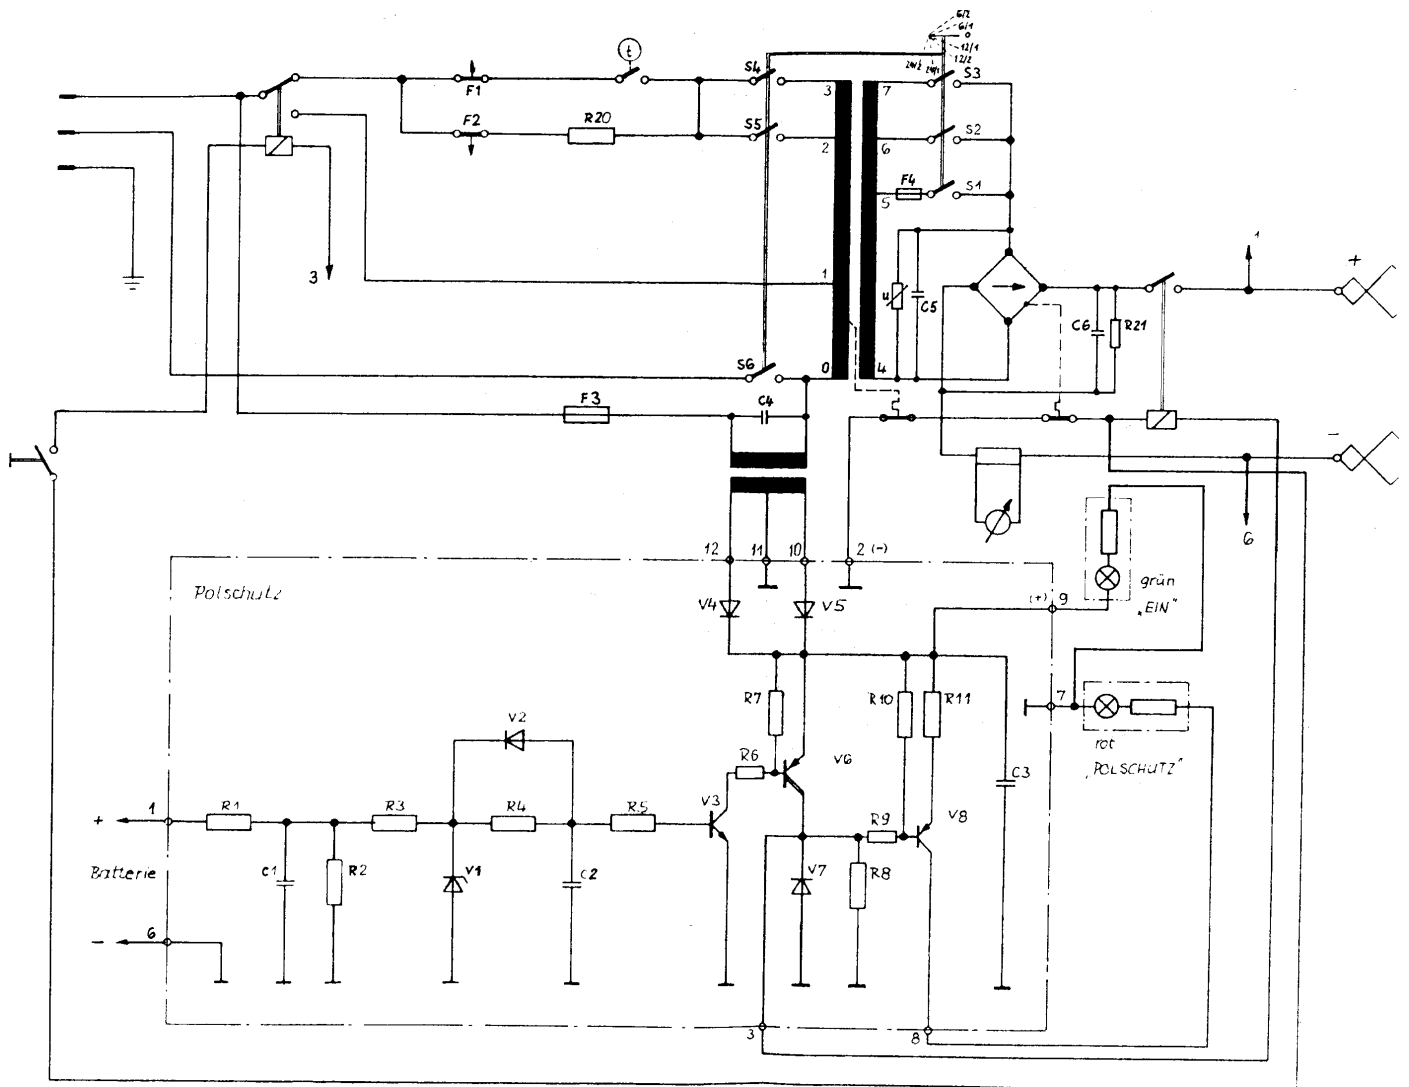 6/2
6/1
0
12/1
12/2
24/2 24/1
t
F1
S4
3
7
S3
F2
R20
S5
2
6
S2
F4
S1
5
3
1
u
C5
1
+
C6
R21
S6
0
4
F3
C4
-
6
12
11
10
2 (-)
Polschutz
V4
V5
(+) 9
grün
„EIN"
R7
R10
R11
7
rot
„POLSCHUTZ"
V2
R6
V6
C3
+
1
R1
R3
R4
R5
V3
R9
V8
Batterie
C1
R2
V1
C2
V7
R8
-
6
3
8